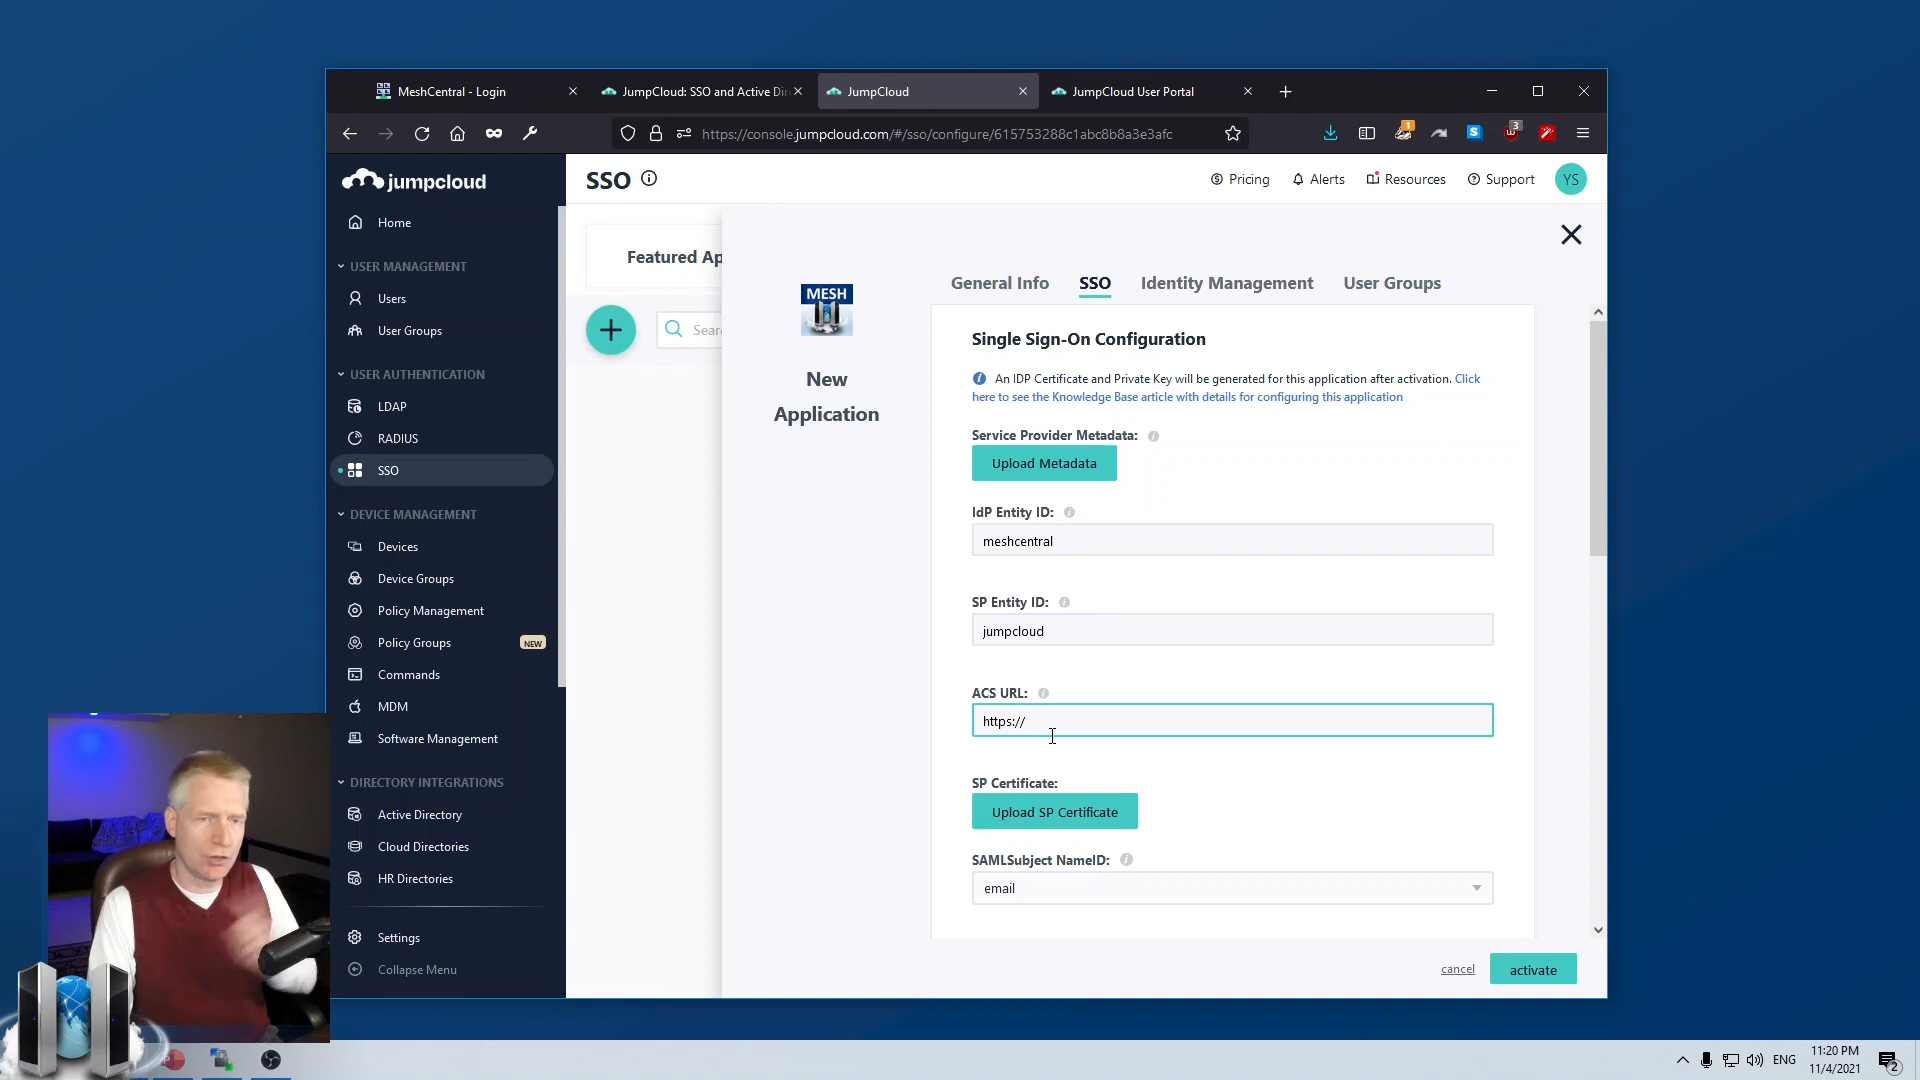 MeshCentral - Login
JumpCloud: SSO and Active Dir
JumpCloud
JumpCloud User Portal
https://console.jumpcloud.com/#/sso/configure/615753288c1abc8b8a3e3afc
1
S
3
jumpcloud
SSO
Pricing
Alerts
Resources
Support
YS
Home
USER MANAGEMENT
Users
User Groups
USER AUTHENTICATION
LDAP
RADIUS
SSO
DEVICE MANAGEMENT
Devices
Device Groups
Policy Management
Policy Groups
NEW
Commands
MDM
Software Management
DIRECTORY INTEGRATIONS
Active Directory
Cloud Directories
HR Directories
Settings
Collapse Menu
Featured Ap
Sear
MESH
New
Application
General Info
SSO
Identity Management
User Groups
Single Sign-On Configuration
An IDP Certificate and Private Key will be generated for this application after activation. Click
here to see the Knowledge Base article with details for configuring this application
Service Provider Metadata:
Upload Metadata
IdP Entity ID:
meshcentral
SP Entity ID:
jumpcloud
ACS URL:
https://
SP Certificate:
Upload SP Certificate
SAMLSubject NameID:
email
cancel
activate
ENG
11:20 PM
11/4/2021
2